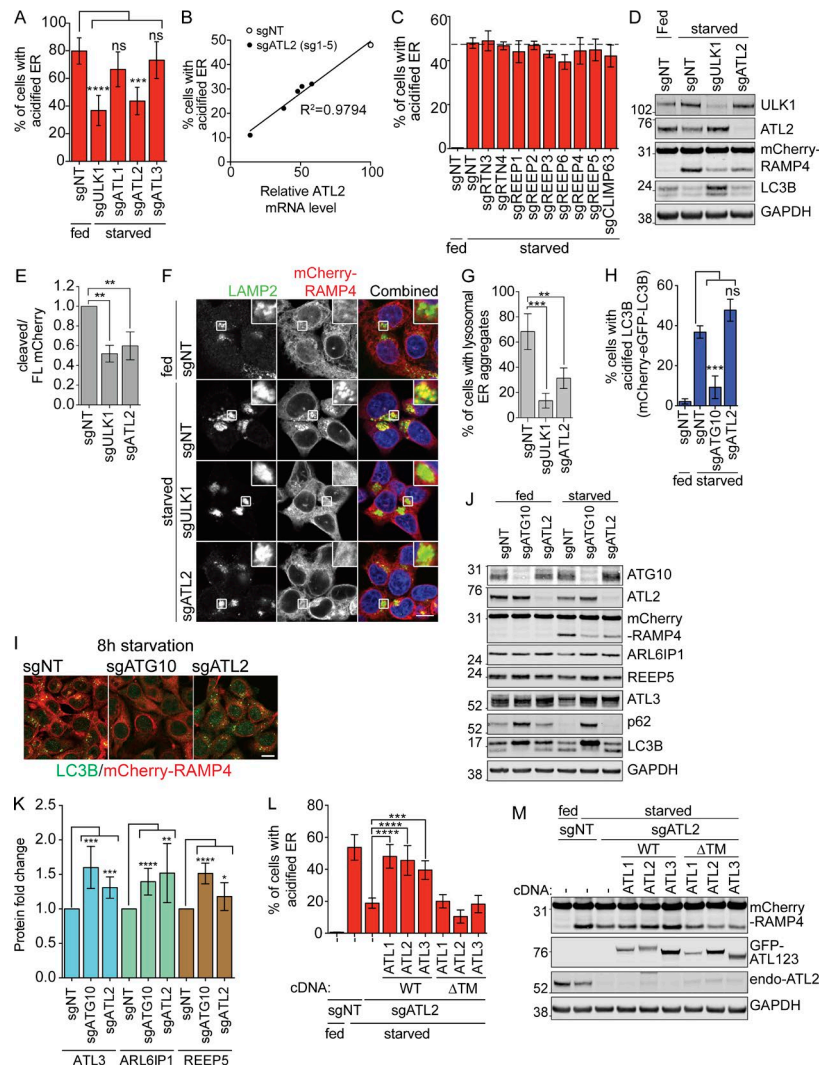 A
% of cells with
acidified ER
100
80
60
40
20
0
ns
ns
****
***
sgNT
sgULK1
sgATL1
sgATL2
sgATL3
fed
starved
B
% of cells with
acidified ER
50
40
30
20
10
0
sgNT
sgATL2 (sg1-5)
R²=0.9794
0
50
100
Relative ATL2
mRNA level
C
% of cells with
acidified ER
60
50
40
30
20
10
0
sgNT
sgNT
sgRTN3
sgRTN4
sgREEP1
sgREEP2
sgREEP3
sgREEP6
sgREEP4
sgREEP5
sgCLIMP63
fed
starved
D
Fed
starved
sgNT
sgNT
sgULK1
sgATL2
102
ULK1
76
ATL2
31
mCherry-
RAMP4
24
LC3B
38
GAPDH
E
cleaved/
FL mCherry
1.2
1.0
0.8
0.6
0.4
0.2
0
**
**
sgNT
sgULK1
sgATL2
F
LAMP2
mCherry-
RAMP4
Combined
fed
sgNT
starved
sgNT
sgULK1
sgATL2
G
% of cells with lysosomal
ER aggregates
100
80
60
40
20
0
**
***
sgNT
sgULK1
sgATL2
H
% cells with
acidifed LC3B
(mCherry-eGFP-LC3B)
60
40
20
0
ns
***
sgNT
sgNT
sgATG10
sgATL2
fed
starved
I
8h starvation
sgNT
sgATG10
sgATL2
LC3B/mCherry-RAMP4
J
fed
starved
sgNT
sgATG10
sgATL2
sgNT
sgATG10
sgATL2
31
ATG10
76
ATL2
31
mCherry
-RAMP4
24
ARL6IP1
24
REEP5
52
ATL3
52
p62
17
LC3B
38
GAPDH
K
Protein fold change
2.5
2.0
1.5
1.0
0.5
0
***
***
****
**
****
*
sgNT
sgATG10
sgATL2
sgNT
sgATG10
sgATL2
sgNT
sgATG10
sgATL2
ATL3
ARL6IP1
REEP5
L
% of cells with
acidified ER
80
60
40
20
0
***
****
****
cDNA:
-
-
-
ATL1
ATL2
ATL3
ATL1
ATL2
ATL3
WT
ΔTM
sgNT
sgATL2
fed
starved
M
fed
starved
sgNT
sgATL2
WT
ΔTM
cDNA:
-
-
-
ATL1
ATL2
ATL3
ATL1
ATL2
ATL3
31
mCherry
-RAMP4
76
GFP-
ATL123
52
endo-ATL2
38
GAPDH